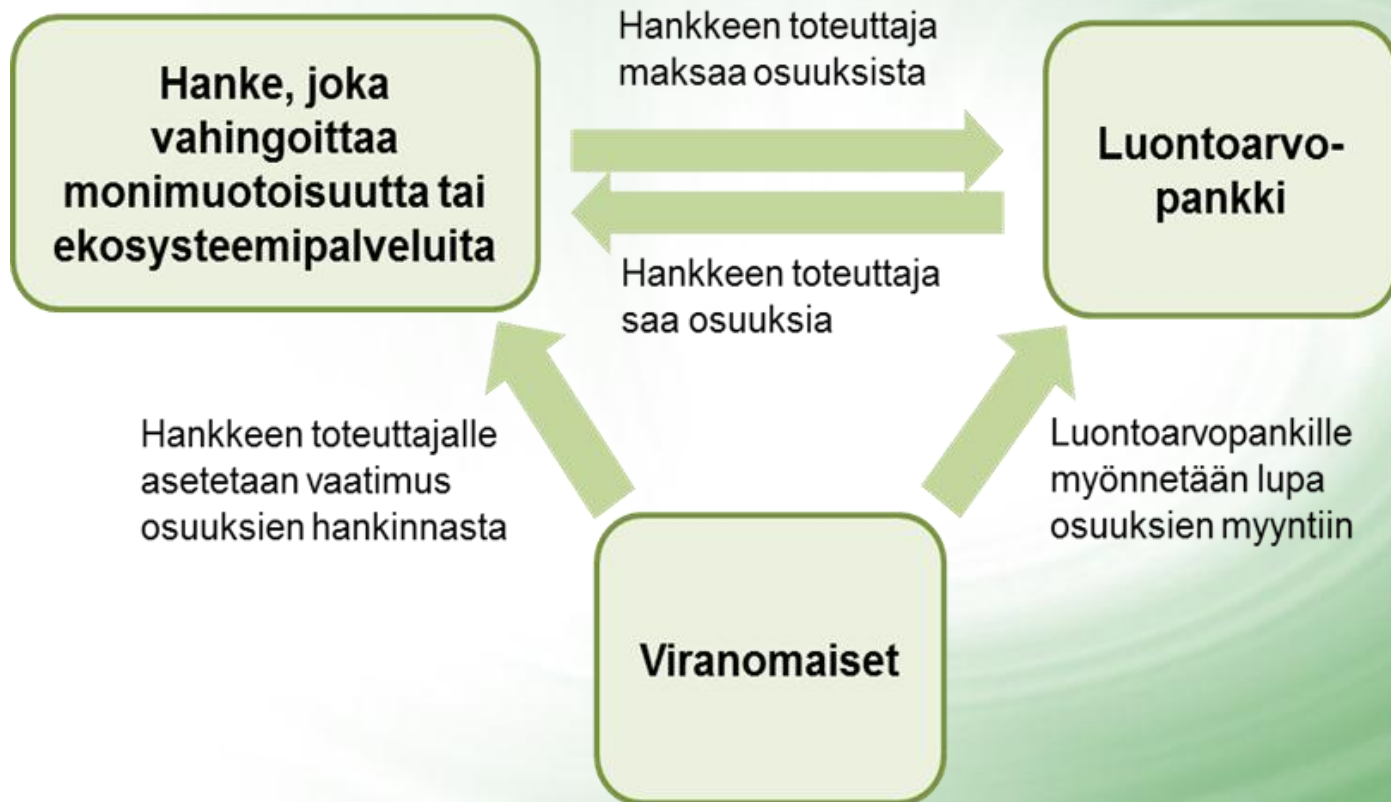 Hanke, joka
vahingoittaa
monimuotoisuutta tai
ekosysteemipalveluita
Hankkeen toteuttaja
maksaa osuuksista
Luontoarvo-
pankki
Hankkeen toteuttaja
saa osuuksia
Hankkeen toteuttajalle
asetetaan vaatimus
osuuksien hankinnasta
Luontoarvopankille
myönnetään lupa
osuuksien myyntiin
Viranomaiset